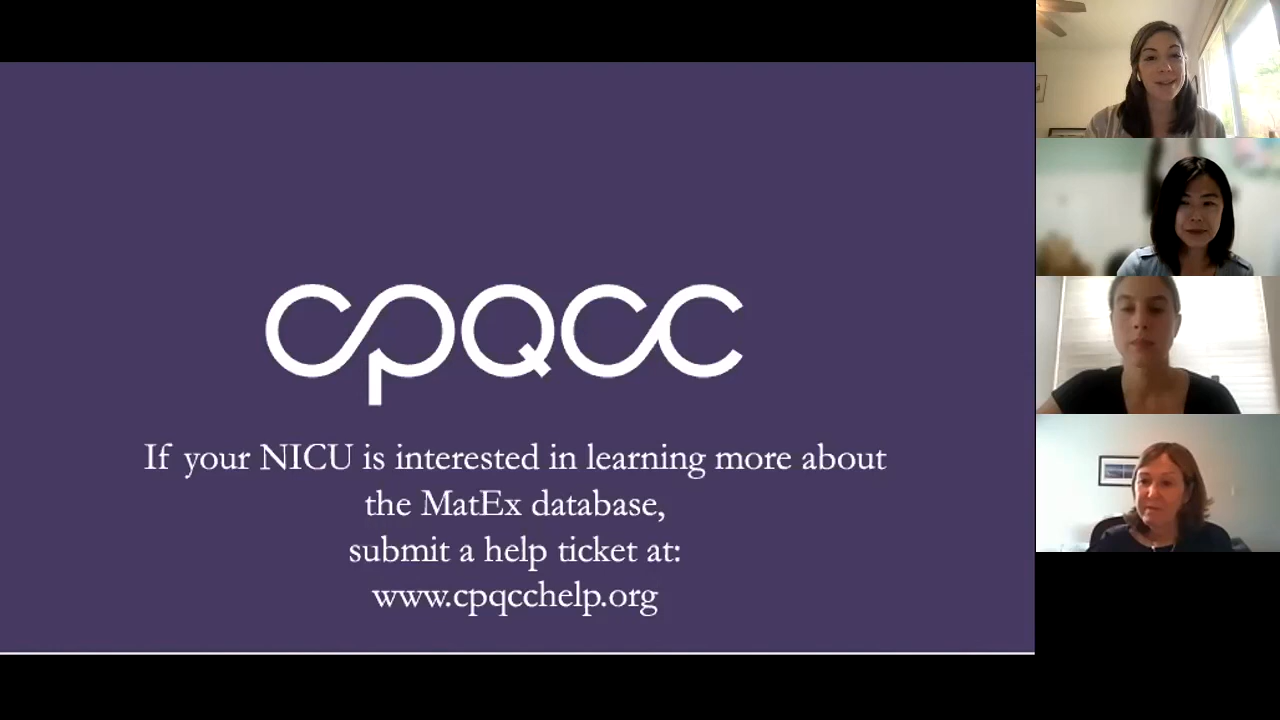 cpqcc
If your NICU is interested in learning more about
the MatEx database,
submit a help ticket at:
www.cpqcchelp.org